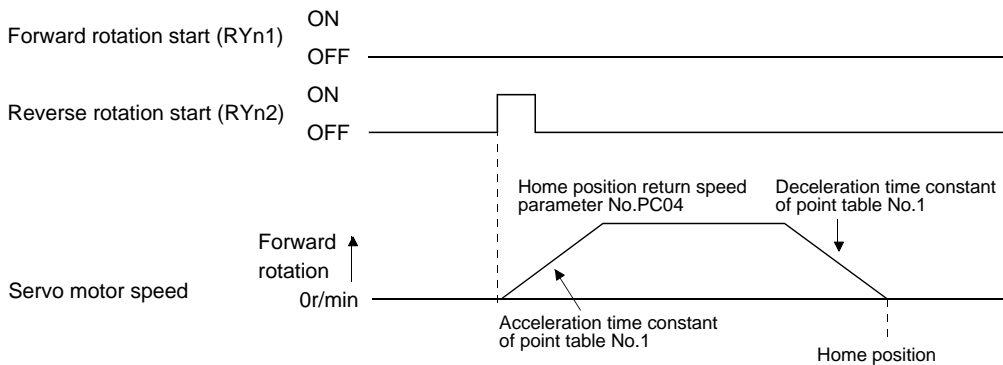 Forward rotation start (RYn1)
ON
OFF
Reverse rotation start (RYn2)
ON
OFF
Home position return speed
parameter No.PC04
Deceleration time constant
of point table No.1
Forward
rotation
Servo motor speed
0r/min
Acceleration time constant
of point table No.1
Home position